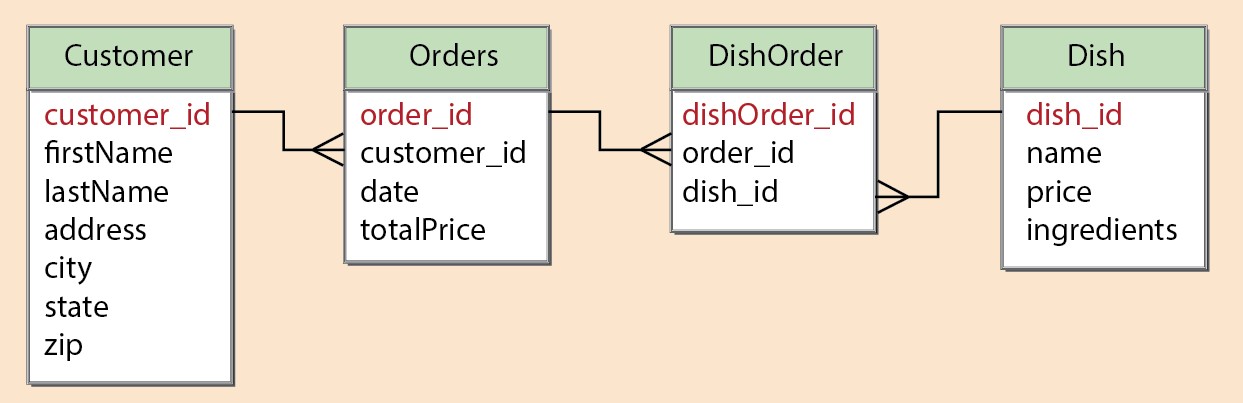 Customer
customer_id
firstName
lastName
address
city
state
zip
Orders
order_id
customer_id
date
totalPrice
DishOrder
dishOrder_id
order_id
dish_id
Dish
dish_id
name
price
ingredients